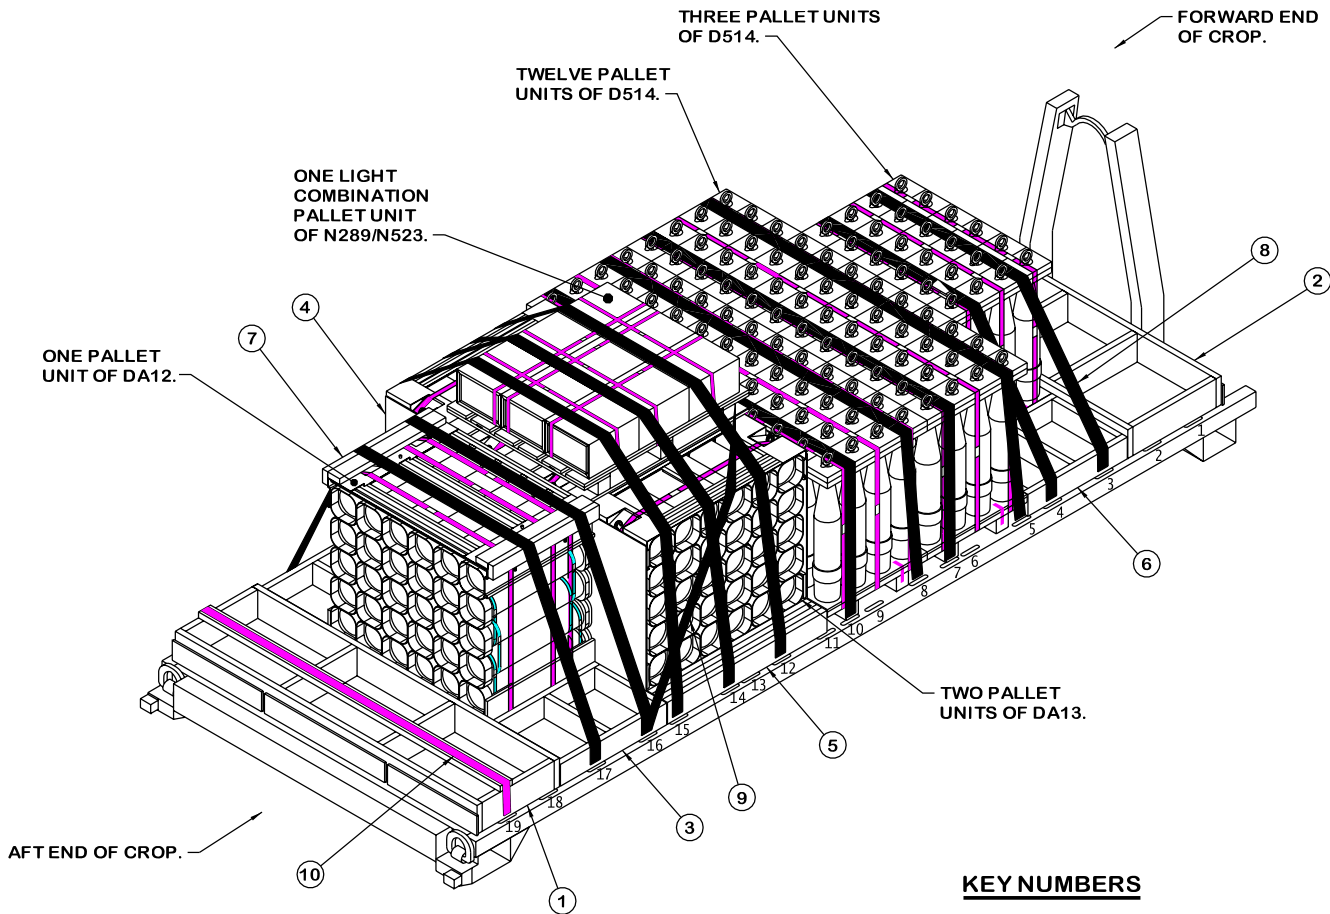 THREE PALLET UNITS
OF D514.
FORWARD END
OF CROP.
TWELVE PALLET
UNITS OF D514.
ONE LIGHT
COMBINATION
PALLET UNIT
OF N289/N523.
8
2
4
7
ONE PALLET
UNIT OF DA12.
1
2
3
4
5
6
6
7
8
9
10
11
12
13
14
15
16
17
18
19
TWO PALLET
UNITS OF DA13.
5
9
3
AFT END OF CROP.
10
1
KEY NUMBERS